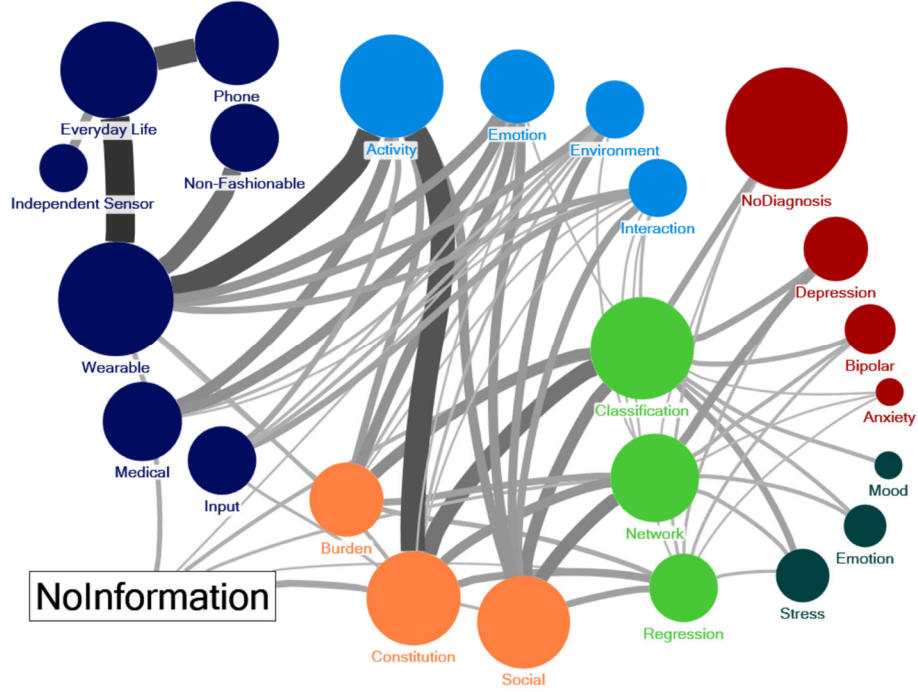 Phone
Everyday Life
Activity
Emotion
Environment
Non-Fashionable
Independent Sensor
NoDiagnosis
Interaction
Depression
Wearable
Bipolar
Classification
Anxiety
Medical
Input
Mood
Burden
Network
Emotion
NoInformation
Stress
Regression
Constitution
Social